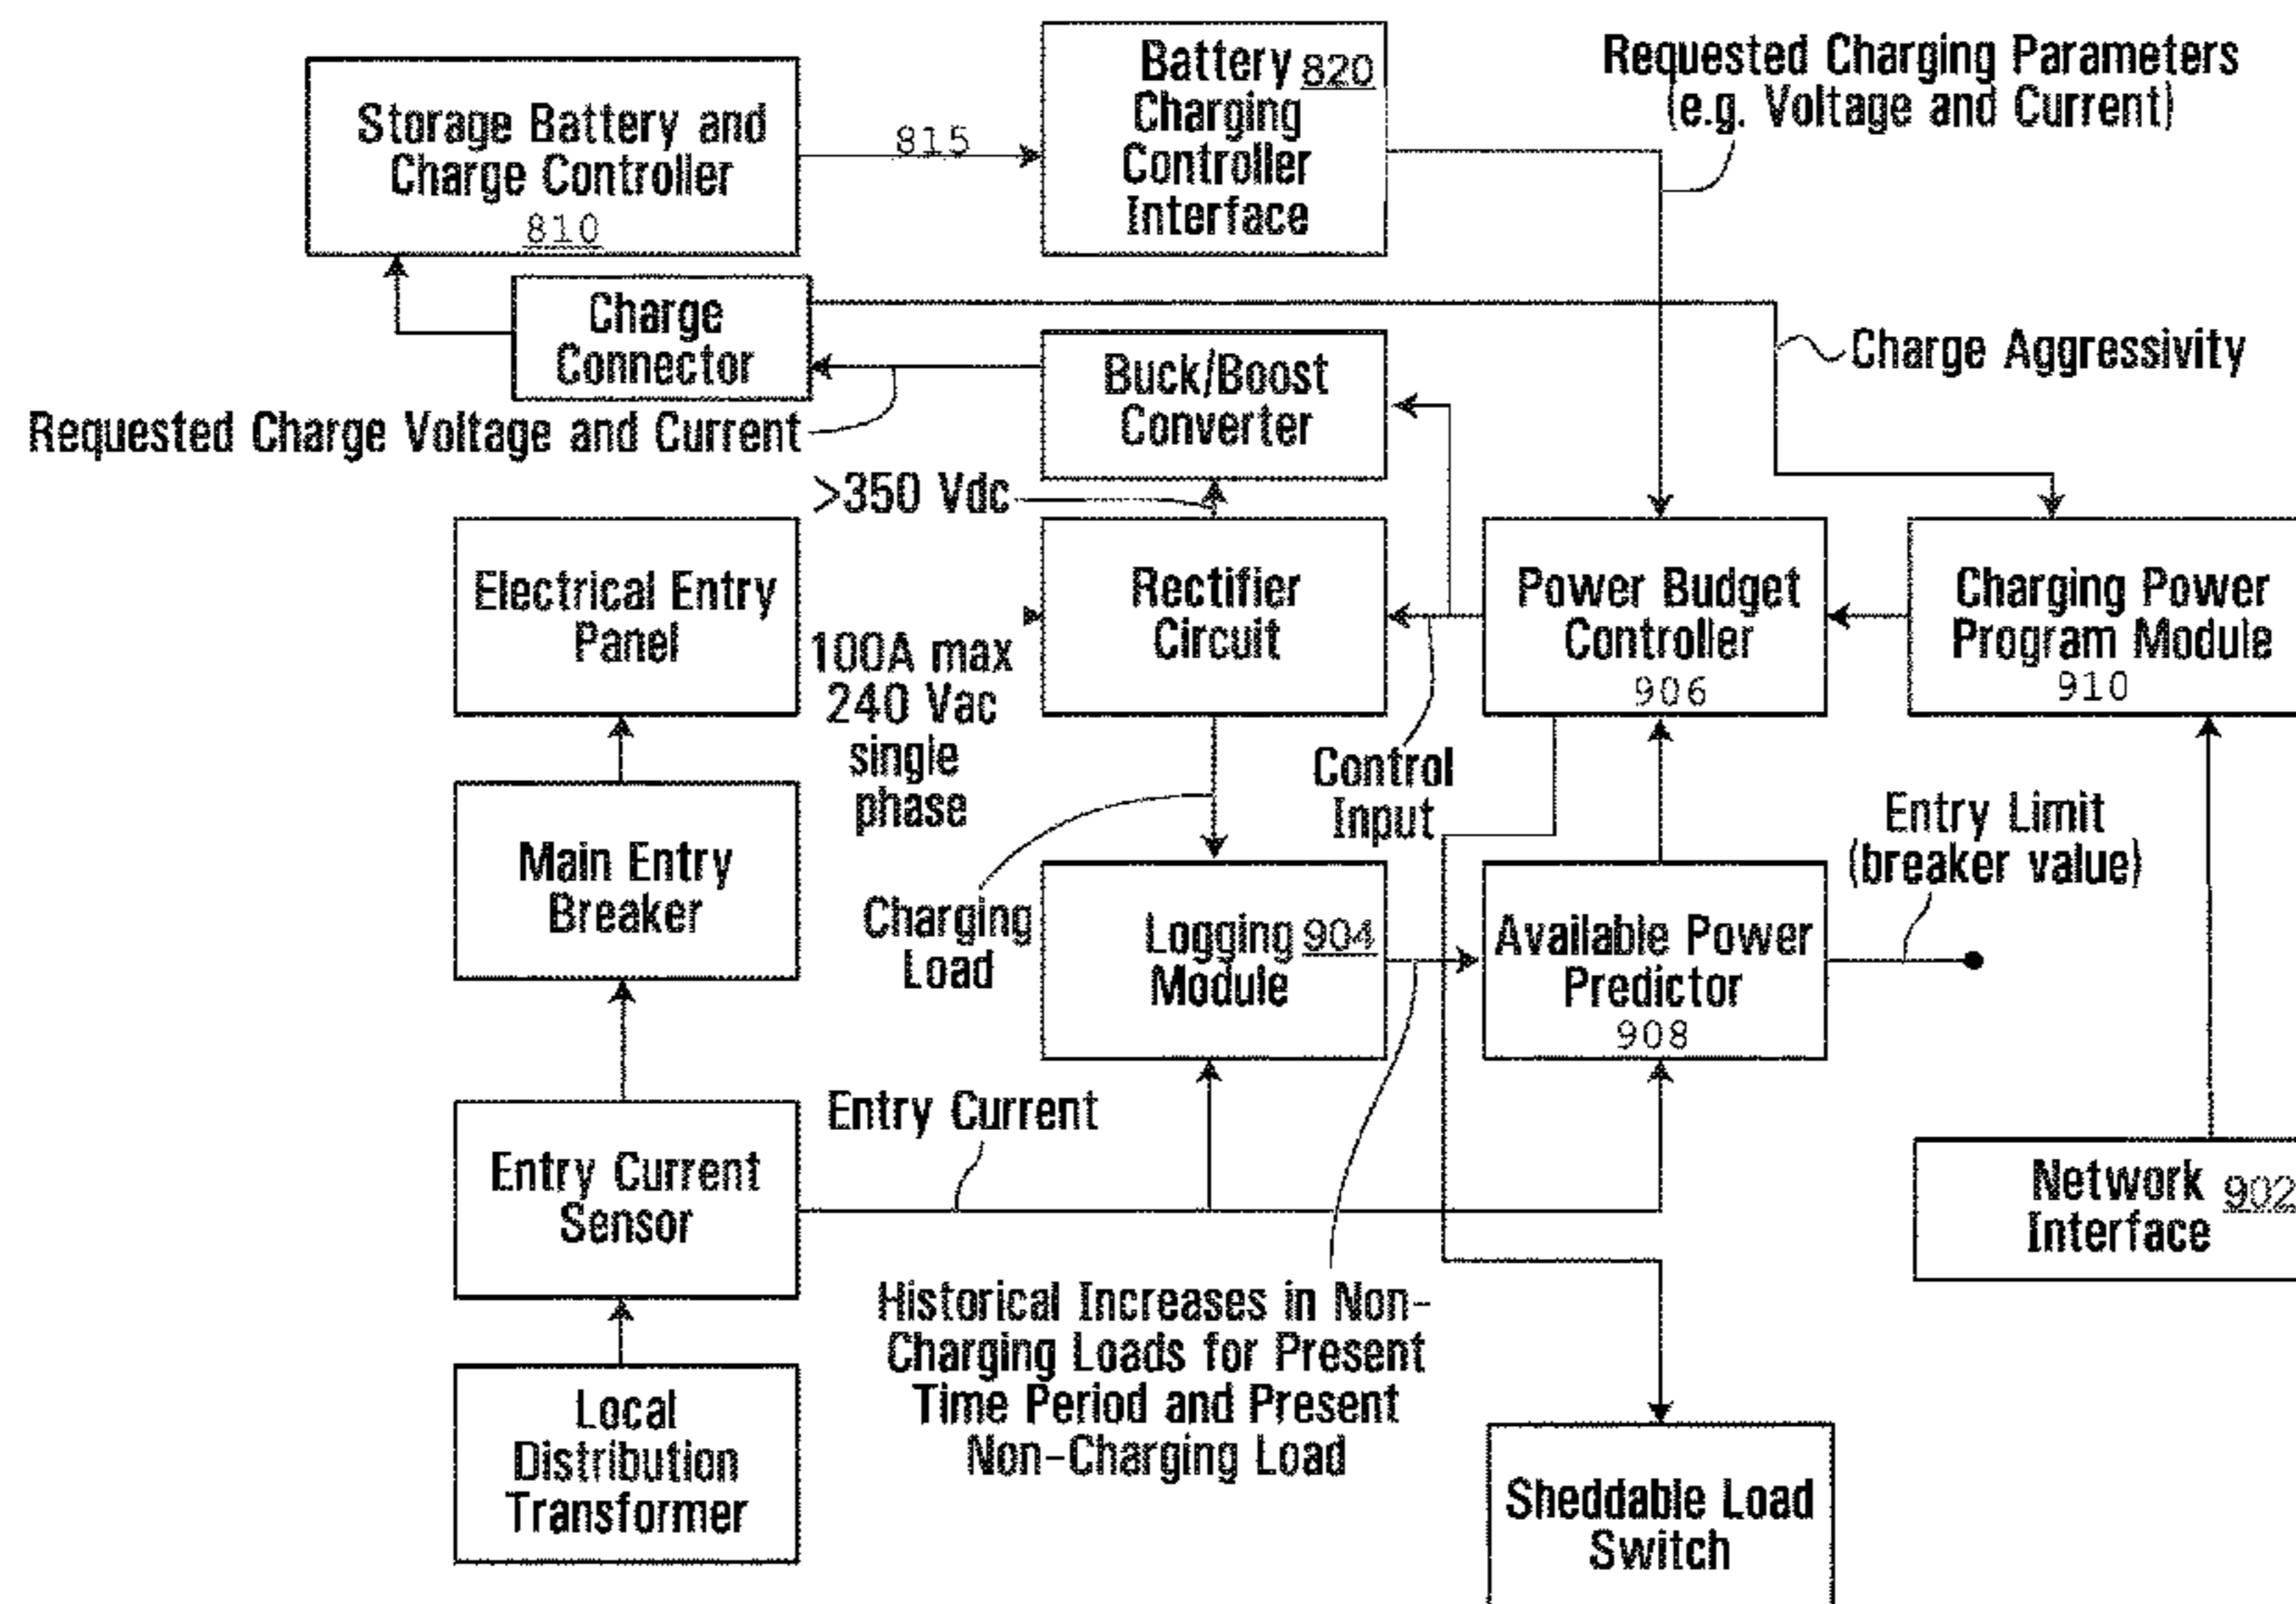 Storage Battery and
Charge Controller
810
815
Battery 820
Charging
Controller
Interface
Requested Charging Parameters
(e.g. Voltage and Current)
Charge
Connector
Buck/Boost
Converter
Charge Aggressivity
Requested Charge Voltage and Current
>350 Vdc
Electrical Entry
Panel
100A max
240 Vac
single
phase
Rectifier
Circuit
Power Budget
Controller
906
Charging Power
Program Module
910
Control
Input
Main Entry
Breaker
Charging
Load
Logging 904
Module
Available Power
Predictor
908
Entry Limit
(breaker value)
Entry Current
Sensor
Entry Current
Network 902
Interface
Historical Increases in Non-
Charging Loads for Present
Time Period and Present
Non-Charging Load
Local
Distribution
Transformer
Sheddable Load
Switch